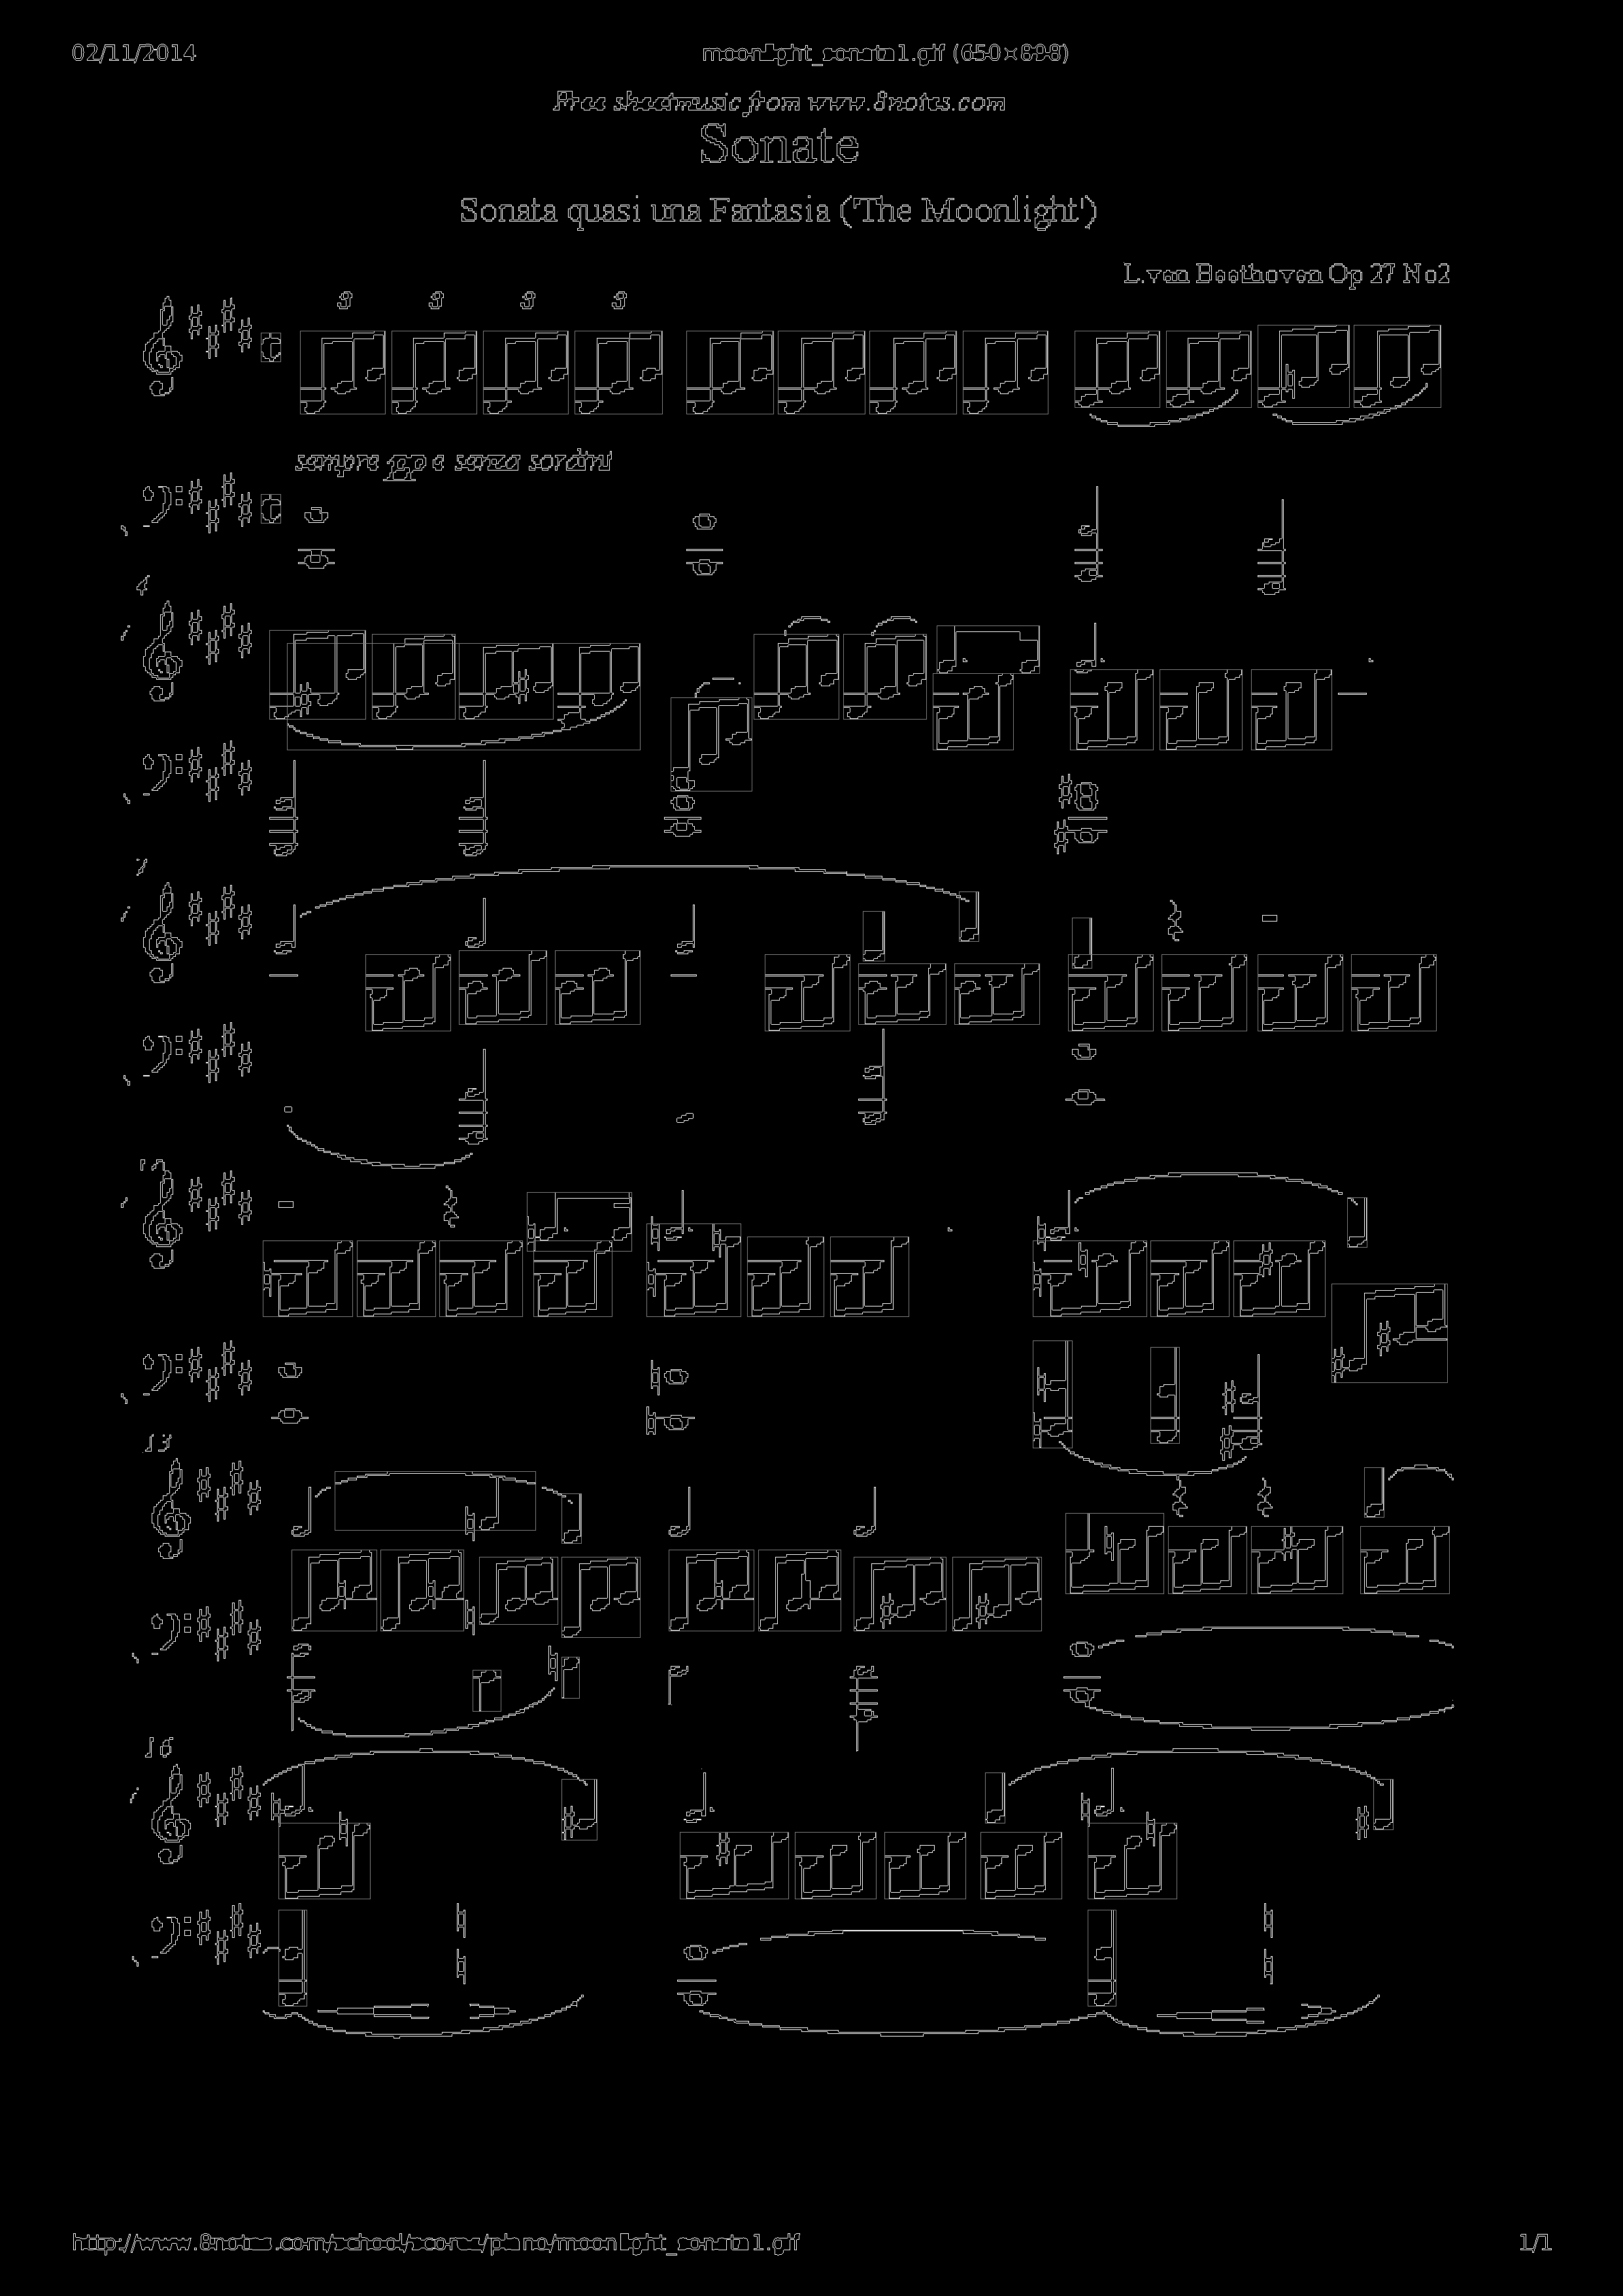 02/11/2014 moonlight_sonata1.gif (650×898)
Free sheetmusic from www.8notes.com
Sonate
Sonata quasi una Fantasia ('The Moonlight')
L.van Beethoven Op 27 No2
3 3 3 3
sempre pp e senza sordini
4
7
13
16
http://www.8notes.com/school/scores/piano/moonlight_sonata1.gif 1/1